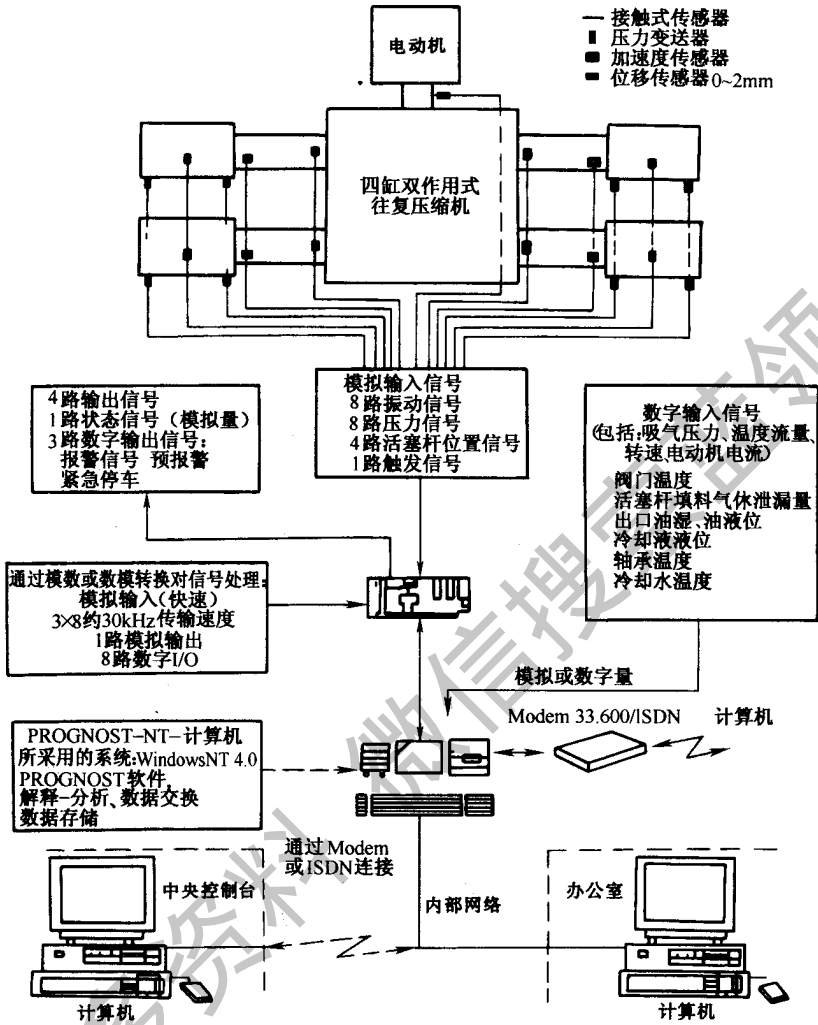 电动机
接触式传感器
压力变送器
加速度传感器
位移传感器0~2mm
四缸双作用式
往复压缩机
4路输出信号
1路状态信号（模拟量）
3路数字输出信号：
报警信号 预报警
紧急停车
模拟输入信号
8路振动信号
8路压力信号
4路活塞杆位置信号
1路触发信号
数字输入信号
(包括:吸气压力、温度流量、
转速、电动机电流)
阀门温度
活塞杆填料气休泄漏量
出口油湿、油液位
冷却液液位
轴承温度
冷却水温度
通过模数或数模转换对信号处理：
模拟输入(快速)
3×8约30kHz传输速度
1路模拟输出
8路数字I/O
模拟或数字量
Modem 33.600/ISDN
计算机
PROGNOST-NT-计算机
所采用的系统:WindowsNT 4.0
PROGNOST软件,
解释-分析、数据交换
数据存储
通过Modem
或ISDN连接
中央控制台
内部网络
办公室
计算机
计算机
资料 微信搜索蓝领